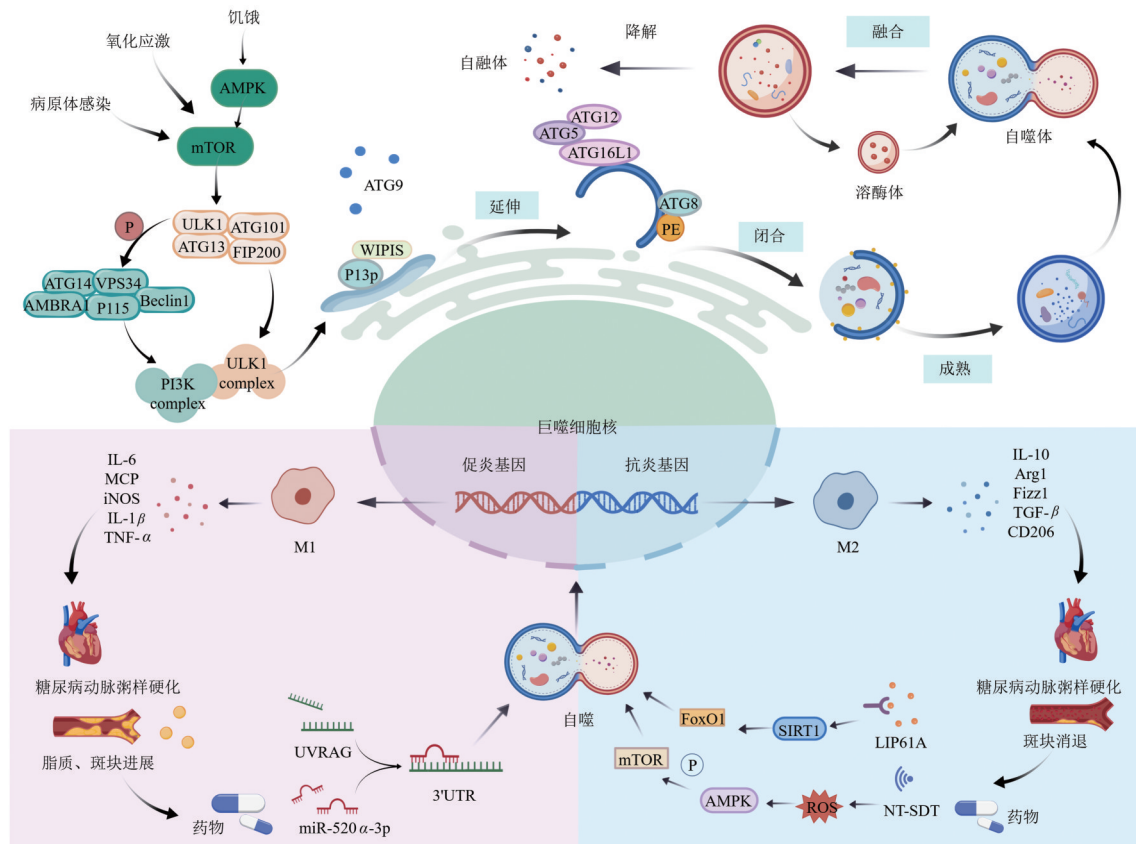 饥饿
氧化应激
AMPK
病原体感染
mTOR
P
ULK1
ATG101
ATG13
FIP200
ATG14
VPS34
Beclin1
AMBRA1
P115
PI3K
complex
ULK1
complex
ATG9
WIPIS
P13p
延伸
ATG12
ATG5
ATG16L1
ATG8
PE
闭合
成熟
自噬体
溶酶体
融合
降解
自融体
巨噬细胞核
促炎基因
抗炎基因
M1
IL-6
MCP
iNOS
IL-1β
TNF-α
糖尿病动脉粥样硬化
脂质、斑块进展
药物
UVRAG
miR-520α-3p
3'UTR
自噬
M2
IL-10
Arg1
Fizz1
TGF-β
CD206
糖尿病动脉粥样硬化
斑块消退
药物
LIP61A
SIRT1
FoxO1
NT-SDT
ROS
AMPK
P
mTOR